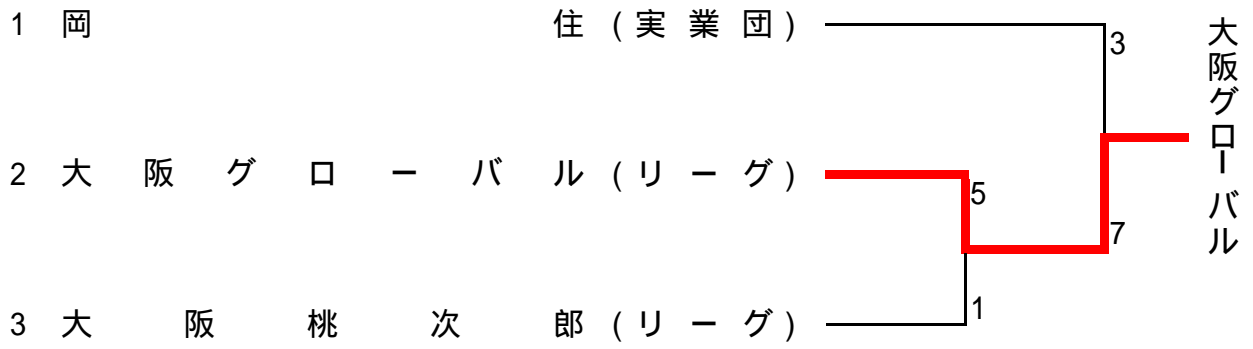 1 岡住(実業団)
3
2 大阪グローバル(リーグ)
5
7
3 大阪桃次郎(リーグ)
1
大阪グローバル